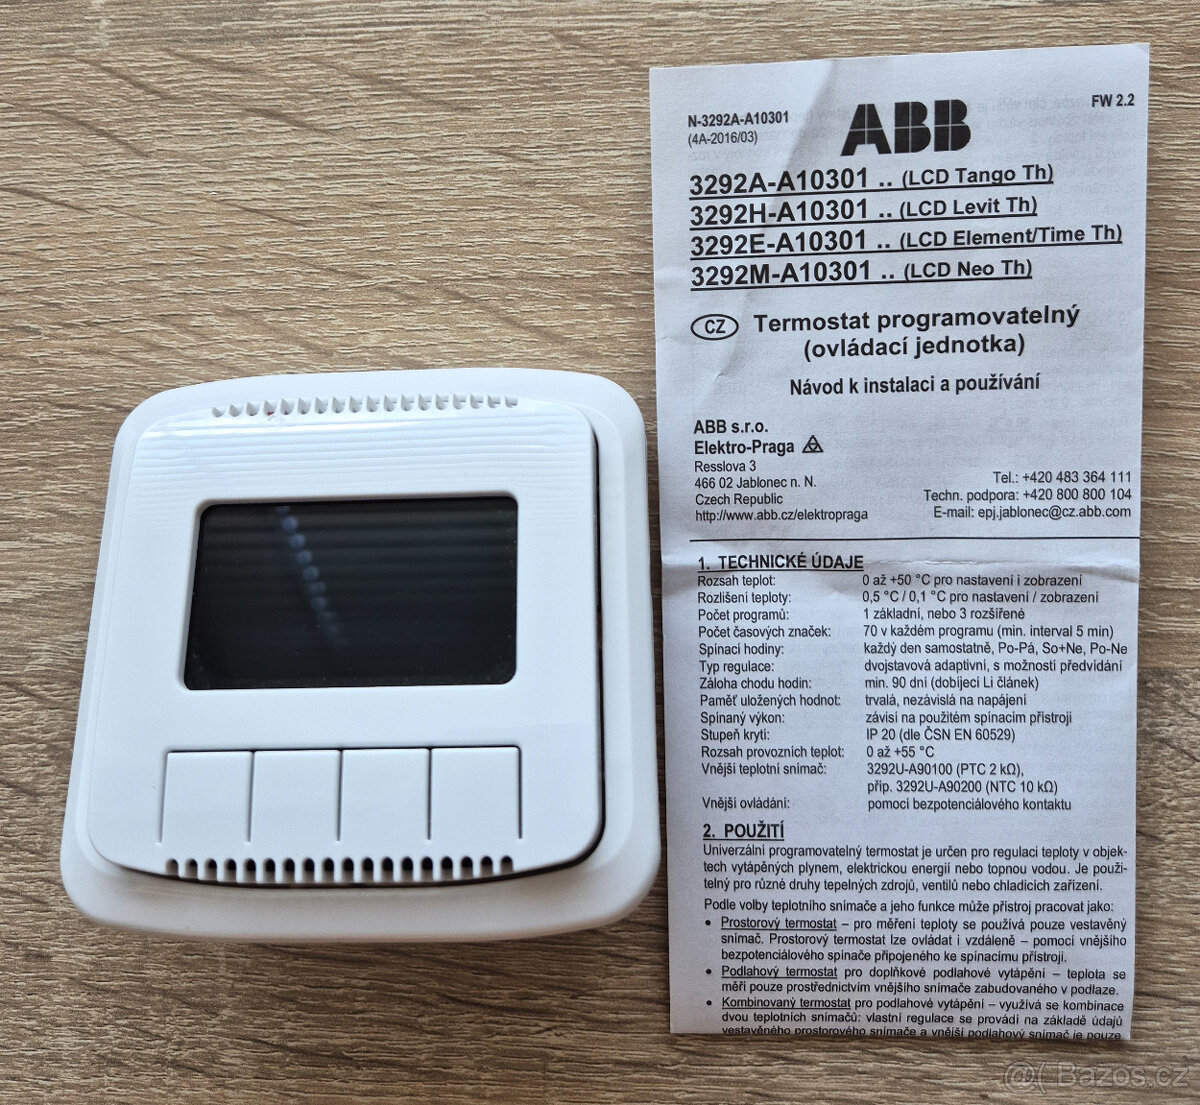 N-3292A-A10301
(4A-2016/03)
ABB
FW 2.2
3292A-A10301 .. (LCD Tango Th)
3292H-A10301 .. (LCD Levit Th)
3292E-A10301 .. (LCD Element/Time Th)
3292M-A10301 .. (LCD Neo Th)
CZ Termostat programovatelný
(ovládací jednotka)
Návod k instalaci a používání
ABB s.r.o.
Elektro-Praga
Resslova 3
466 02 Jablonec n. N.
Czech Republic
http://www.abb.cz/elektropraga
Tel.: +420 483 364 111
Techn. podpora: +420 800 800 104
E-mail: epj.jablonec@cz.abb.com
1. TECHNICKÉ ÚDAJE
Rozsah teplot: 0 až +50 °C pro nastavení i zobrazení
Rozlišení teploty: 0,5 °C / 0,1 °C pro nastavení / zobrazení
Počet programů: 1 základní, nebo 3 rozšířené
Počet časových značek: 70 v každém programu (min. interval 5 min)
Spínací hodiny: každý den samostatně, Po-Pá, So+Ne, Po-Ne
Typ regulace: dvojstavová adaptivní, s možností předvídání
Záloha chodu hodin: min. 90 dní (dobíjecí Li článek)
Paměť uložených hodnot: trvalá, nezávislá na napájení
Spínaný výkon: závisí na použitém spínacím přístroji
Stupeň krytí: IP 20 (dle ČSN EN 60529)
Rozsah provozních teplot: 0 až +55 °C
Vnější teplotní snímač: 3292U-A90100 (PTC 2 kΩ),
příp. 3292U-A90200 (NTC 10 kΩ)
Vnější ovládání: pomocí bezpotenciálového kontaktu
2. POUŽITÍ
Univerzální programovatelný termostat je určen pro regulaci teploty v objek-
tech vytápěných plynem, elektrickou energií nebo topnou vodou. Je použi-
telný pro různé druhy tepelných zdrojů, ventilů nebo chladicích zařízení.
Podle volby teplotního snímače a jeho funkce může přístroj pracovat jako:
• Prostorový termostat – pro měření teploty se používá pouze vestavěný
snímač. Prostorový termostat lze ovládat i vzdáleně – pomocí vnějšího
bezpotenciálového spínače připojeného ke spínacímu přístroji.
• Podlahový termostat pro doplňkové podlahové vytápění – teplota se
měří pouze prostřednictvím vnějšího snímače zabudovaného v podlaze.
• Kombinovaný termostat pro podlahové vytápění – využívá se kombinace
dvou teplotních snímačů: vlastní regulace se provádí na základě údajů
vestavěného prostorového snímače a vnější podlahový snímač je pouze
@( Bazos.cz